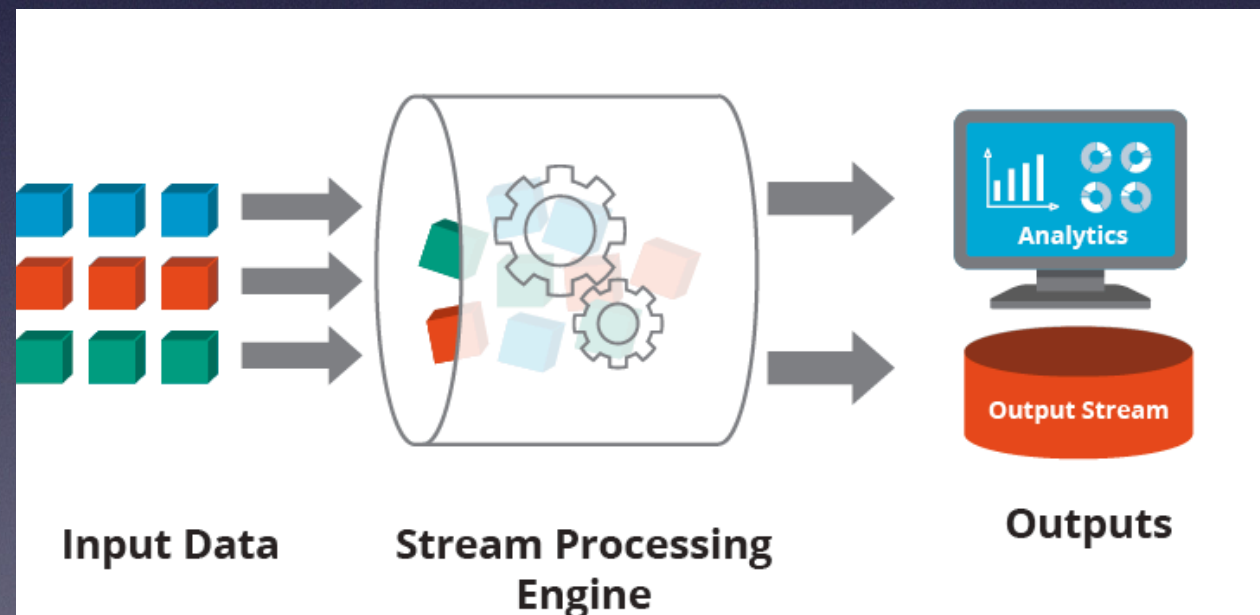 Analytics
Output Stream
Input Data
Stream Processing
Engine
Outputs